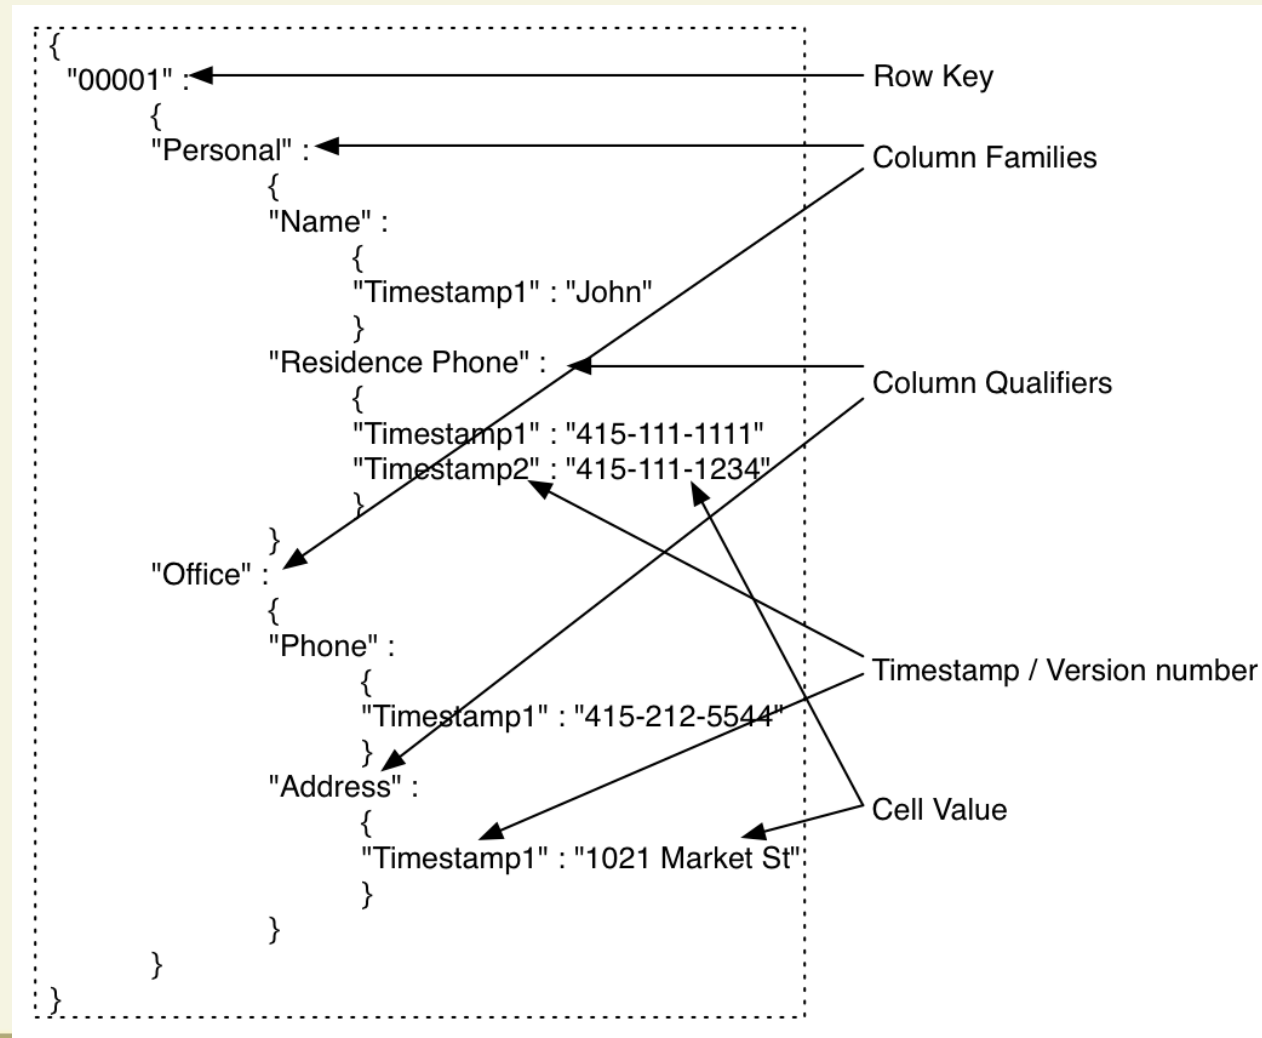 {
"00001" :
Row Key
{
"Personal" :
Column Families
{
"Name" :
{
"Timestamp1" : "John"
}
"Residence Phone" :
Column Qualifiers
{
"Timestamp1" : "415-111-1111"
"Timestamp2" : "415-111-1234"
}
}
"Office" :
{
"Phone" :
Timestamp / Version number
{
"Timestamp1" : "415-212-5544"
}
"Address" :
Cell Value
{
"Timestamp1" : "1021 Market St"
}
}
}
}